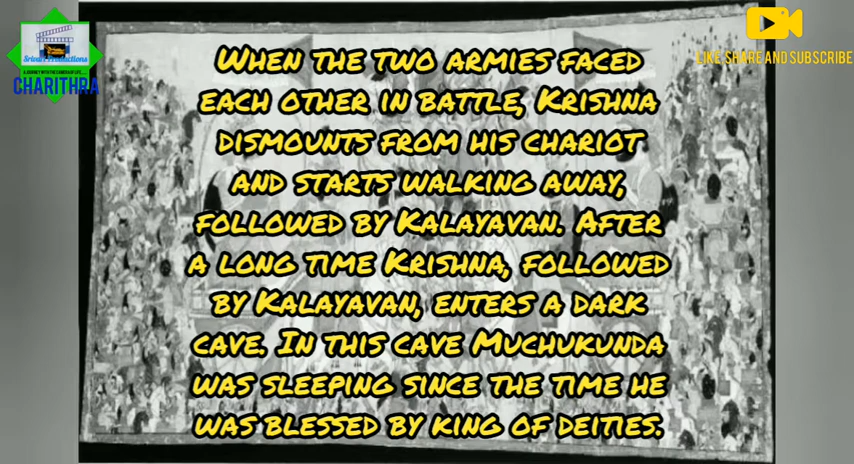 Srivari Productions
CHARITHRA
LIKE,SHARE AND SUBSCRIBE
WHEN THE TWO ARMIES FACED
EACH OTHER IN BATTLE, KRISHNA
DISMOUNTS FROM HIS CHARIOT
AND STARTS WALKING AWAY,
FOLLOWED BY KALAYAVAN. AFTER
A LONG TIME KRISHNA, FOLLOWED
BY KALAYAVAN, ENTERS A DARK
CAVE. IN THIS CAVE MUCHUKUNDA
WAS SLEEPING SINCE THE TIME HE
WAS BLESSED BY KING OF DEITIES.